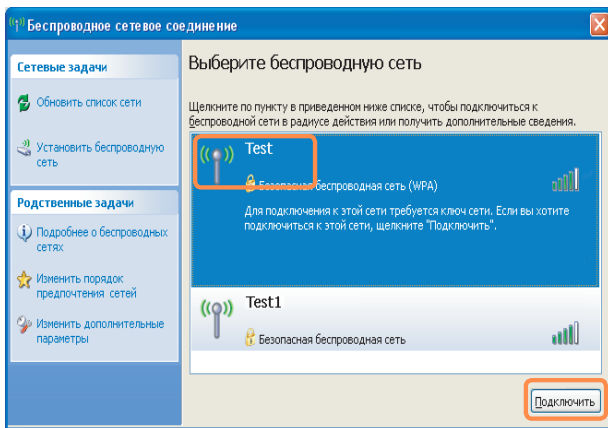 Беспроводное сетевое соединение
Сетевые задачи
Обновить список сети
Установить беспроводную
сеть
Родственные задачи
Подробнее о беспроводных
сетях
Изменить порядок
предпочтения сетей
Изменить дополнительные
параметры
Выберите беспроводную сеть
Щелкните по пункту в приведенном ниже списке, чтобы подключиться к
беспроводной сети в радиусе действия или получить дополнительные сведения.
Test
Безопасная беспроводная сеть (WPA)
Для подключения к этой сети требуется ключ сети. Если вы хотите
подключиться к этой сети, щелкните "Подключить".
Test1
Безопасная беспроводная сеть
Подключить